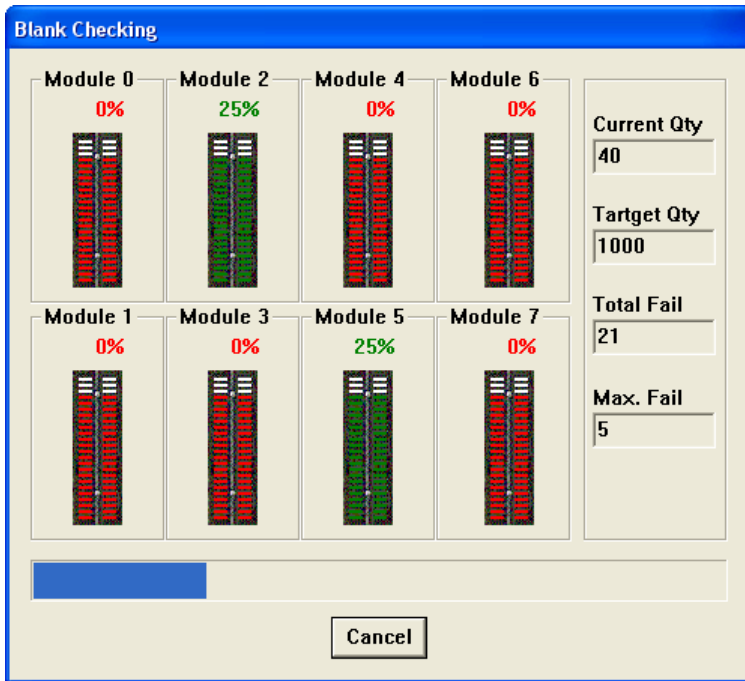 Blank Checking
Module 0 Module 2 Module 4 Module 6
0% 25% 0% 0%
Current Qty
40
Tartget Qty
1000
Total Fail
21
Module 1 Module 3 Module 5 Module 7
0% 0% 25% 0%
Max. Fail
5
Cancel